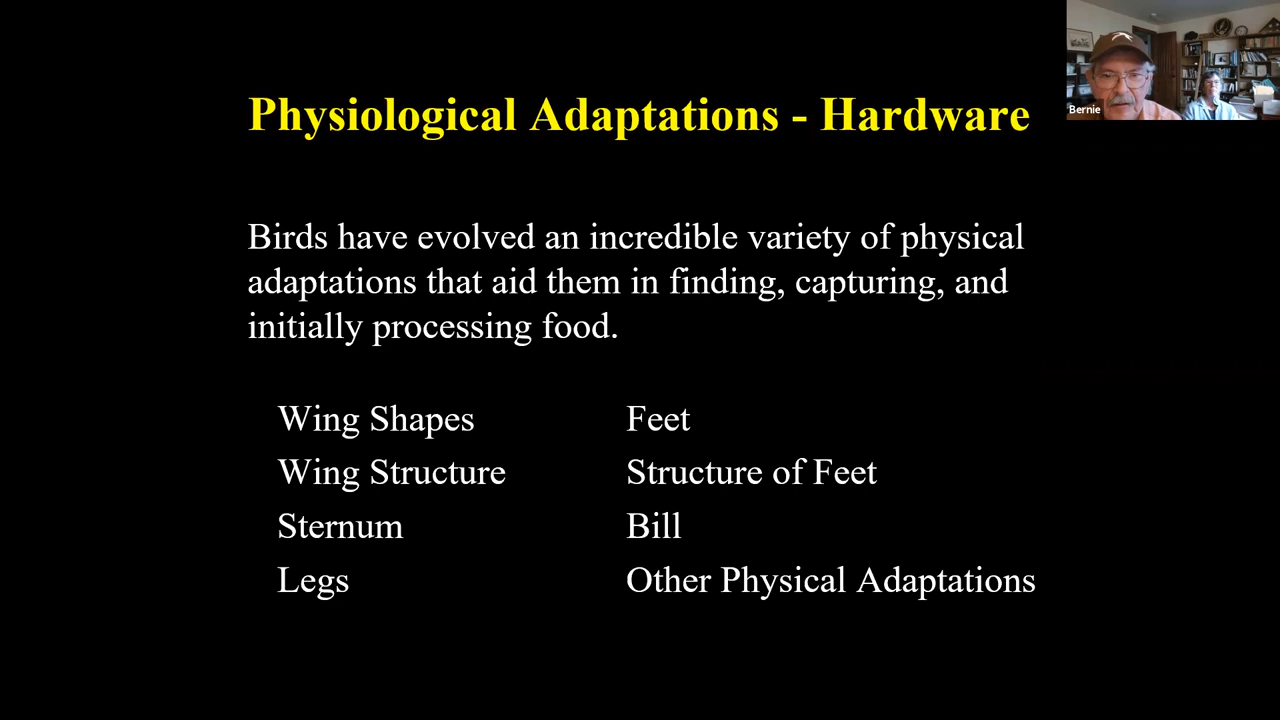 Physiological Adaptations - Hardware
Bernie
Birds have evolved an incredible variety of physical
adaptations that aid them in finding, capturing, and
initially processing food.
Wing Shapes
Wing Structure
Sternum
Legs
Feet
Structure of Feet
Bill
Other Physical Adaptations